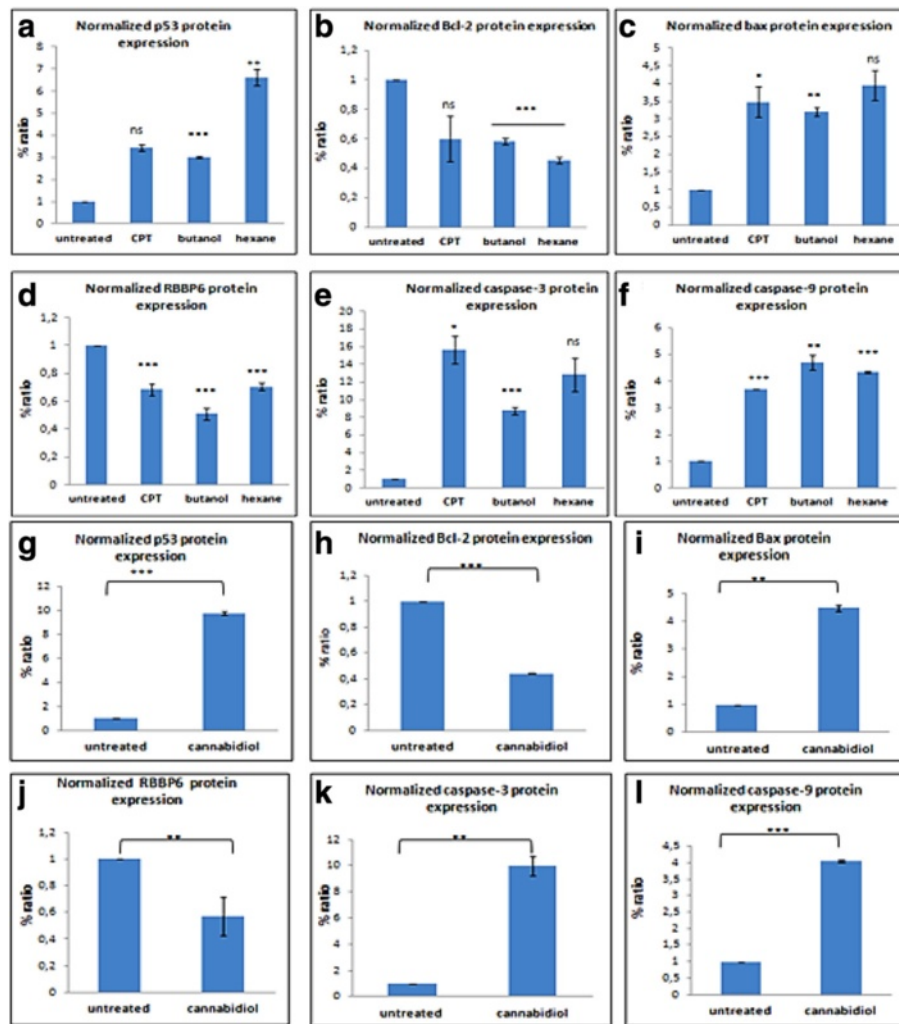 a
Normalized p53 protein
expression
% ratio
8
7
6
5
4
3
2
1
0
ns
***
**
untreated CPT butanol hexane
b
Normalized Bcl-2 protein expression
% ratio
1,2
1
0,8
0,6
0,4
0,2
0
ns
***
untreated CPT butanol hexane
c
Normalized bax protein expression
% ratio
5
4,5
4
3,5
3
2,5
2
1,5
1
0,5
0
*
**
ns
untreated CPT butanol hexane
d
Normalized RBBP6 protein
expression
% ratio
1,2
1
0,8
0,6
0,4
0,2
0
***
***
***
untreated CPT butanol hexane
e
Normalized caspase-3 protein
expression
% ratio
20
18
16
14
12
10
8
6
4
2
0
*
***
ns
untreated CPT butanol hexane
f
Normalized caspase-9 protein
expression
% ratio
6
5
4
3
2
1
0
***
**
***
untreated CPT butanol hexane
g
Normalized p53 protein
expression
% ratio
12
10
8
6
4
2
0
***
untreated cannabidiol
h
Normalized Bcl-2 protein expression
% ratio
1,2
1
0,8
0,6
0,4
0,2
0
***
untreated cannabidiol
i
Normalized Bax protein
expression
% ratio
5
4
3
2
1
0
**
untreated cannabidiol
j
Normalized RBBP6 protein
expression
% ratio
1,2
1
0,8
0,6
0,4
0,2
0
**
untreated cannabidiol
k
Normalized caspase-3 protein
expression
% ratio
12
10
8
6
4
2
0
**
untreated cannabidiol
l
Normalized caspase-9 protein
expression
% ratio
4,5
4
3,5
3
2,5
2
1,5
1
0,5
0
***
untreated cannabidiol